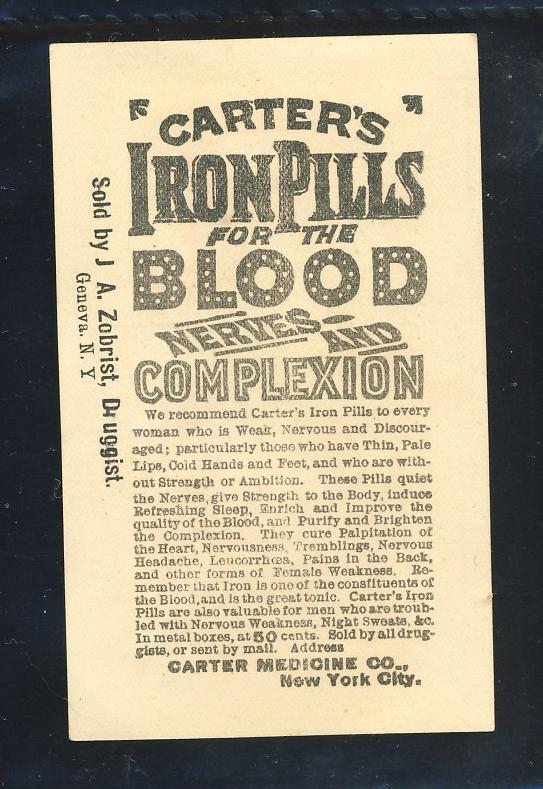 "CARTER'S"
IRON PILLS
FOR THE
BLOOD
NERVES AND
COMPLEXION
We recommend Carter's Iron Pills to every
woman who is Weak, Nervous and Discour-
aged; particularly those who have Thin, Pale
Lips, Cold Hands and Feet, and who are with-
out Strength or Ambition. These Pills quiet
the Nerves, give Strength to the Body, induce
Refreshing Sleep, Enrich and Improve the
quality of the Blood, and Purify and Brighten
the Complexion. They cure Palpitation of
the Heart, Nervousness, Tremblings, Nervous
Headache, Leucorrhœa, Pains in the Back,
and other forms of Female Weakness. Re-
member that Iron is one of the constituents of
the Blood, and is the great tonic. Carter's Iron
Pills are also valuable for men who are troub-
led with Nervous Weakness, Night Sweats, &c.
In metal boxes, at 50 cents. Sold by all drug-
gists, or sent by mail. Address
CARTER MEDICINE CO.,
New York City.
Sold by J A. Zobrist, Druggist.
Geneva. N. Y